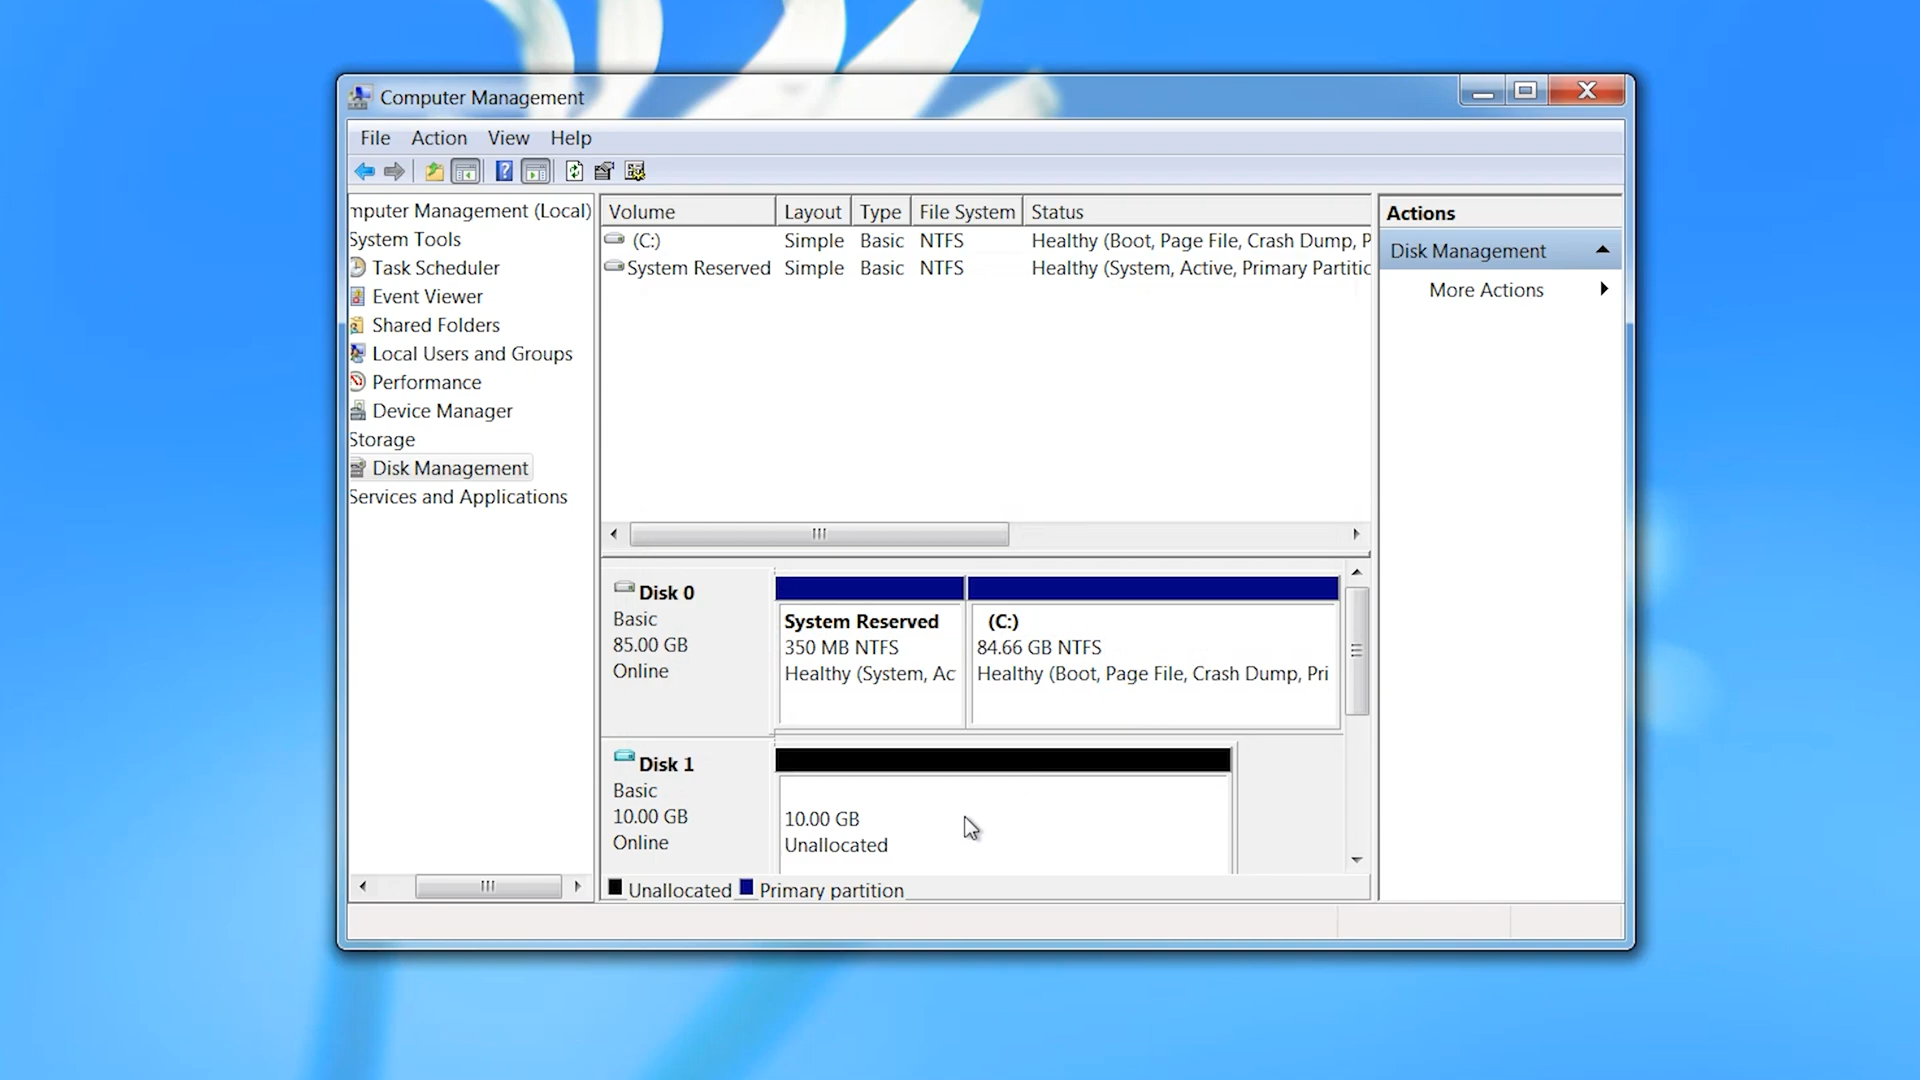 Computer Management
File Action View Help
mputer Management (Local)
System Tools
Task Scheduler
Event Viewer
Shared Folders
Local Users and Groups
Performance
Device Manager
Storage
Disk Management
Services and Applications
Volume Layout Type File System Status
(C:) Simple Basic NTFS Healthy (Boot, Page File, Crash Dump, P
System Reserved Simple Basic NTFS Healthy (System, Active, Primary Partitic
Disk 0
Basic
85.00 GB
Online
System Reserved
350 MB NTFS
Healthy (System, Ac
(C:)
84.66 GB NTFS
Healthy (Boot, Page File, Crash Dump, Pri
Disk 1
Basic
10.00 GB
Online
10.00 GB
Unallocated
Unallocated Primary partition
Actions
Disk Management
More Actions